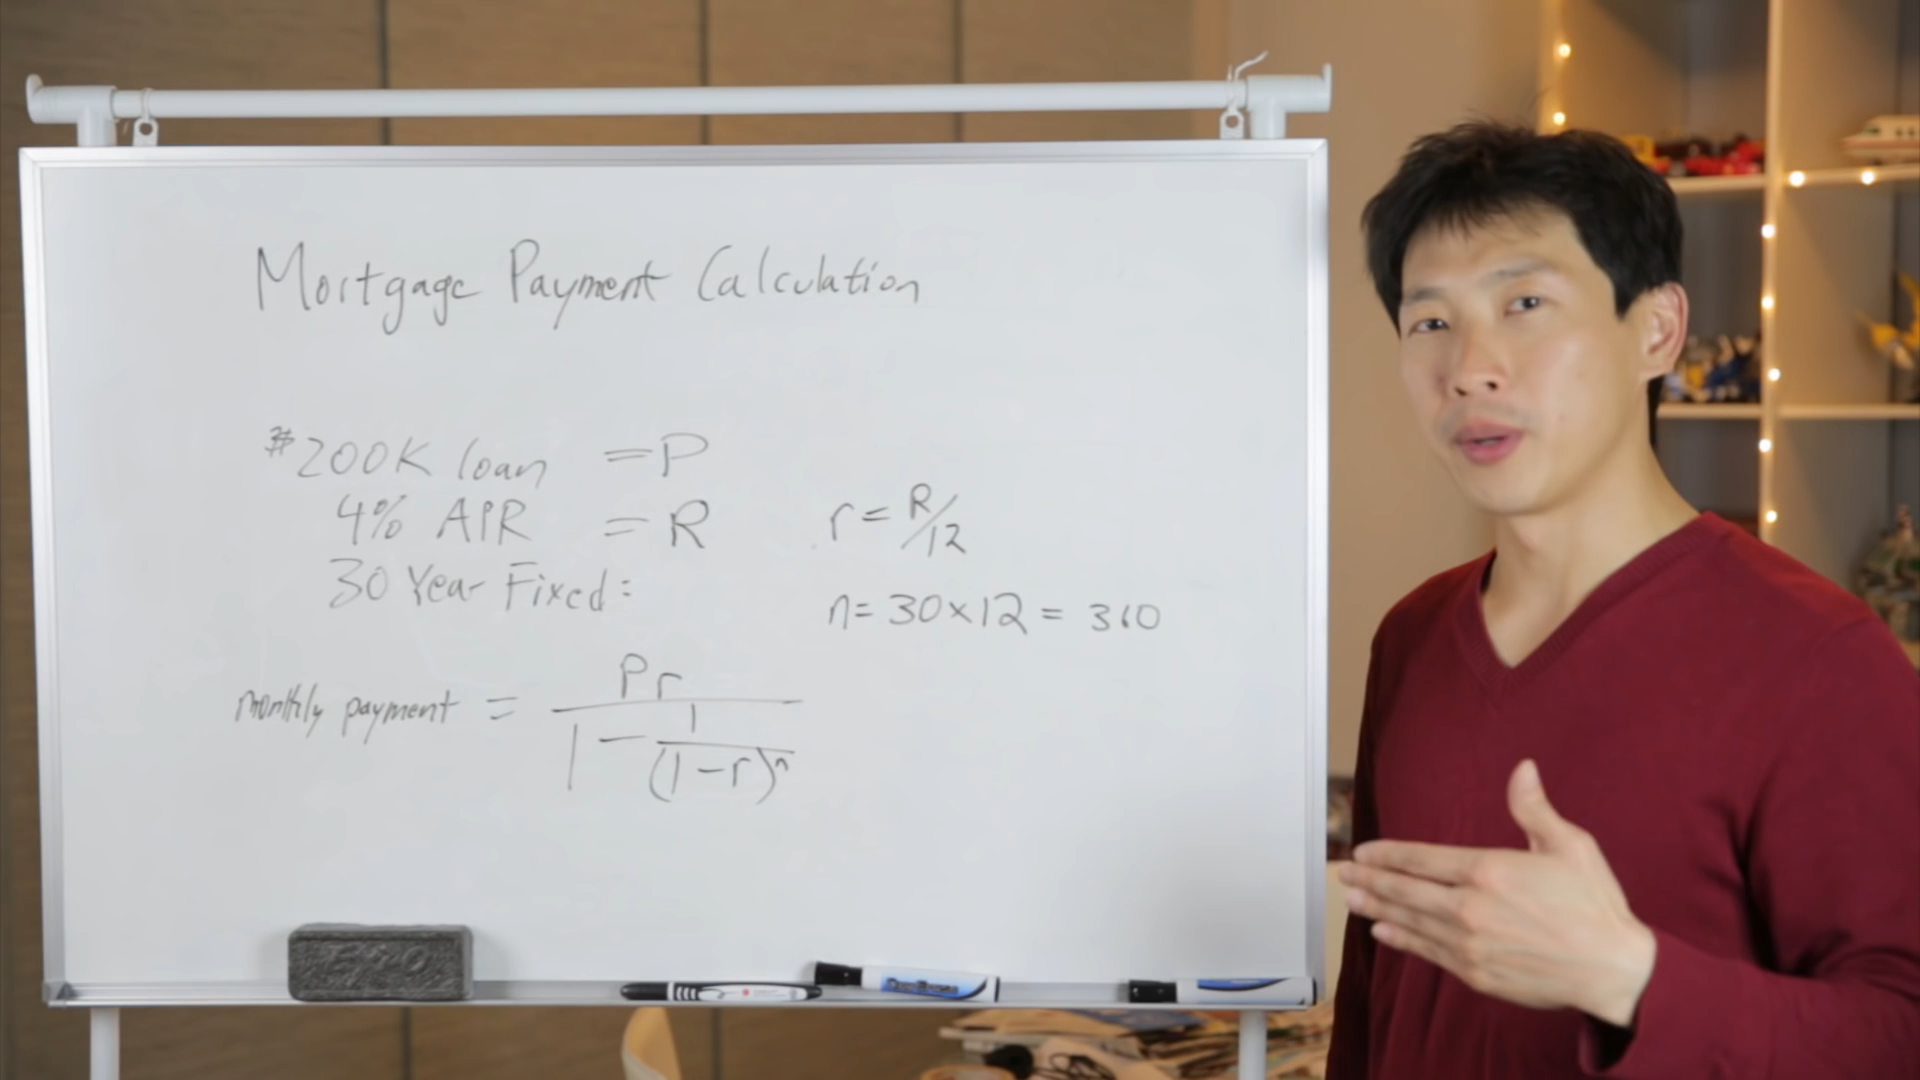 Mortgage Payment Calculation
$200K loan = P
4% APR = R
r = R/12
30 Year Fixed:
n = 30 x 12 = 360
monthly payment = Pr
1 - 1
(1 - r)^n
EXPO